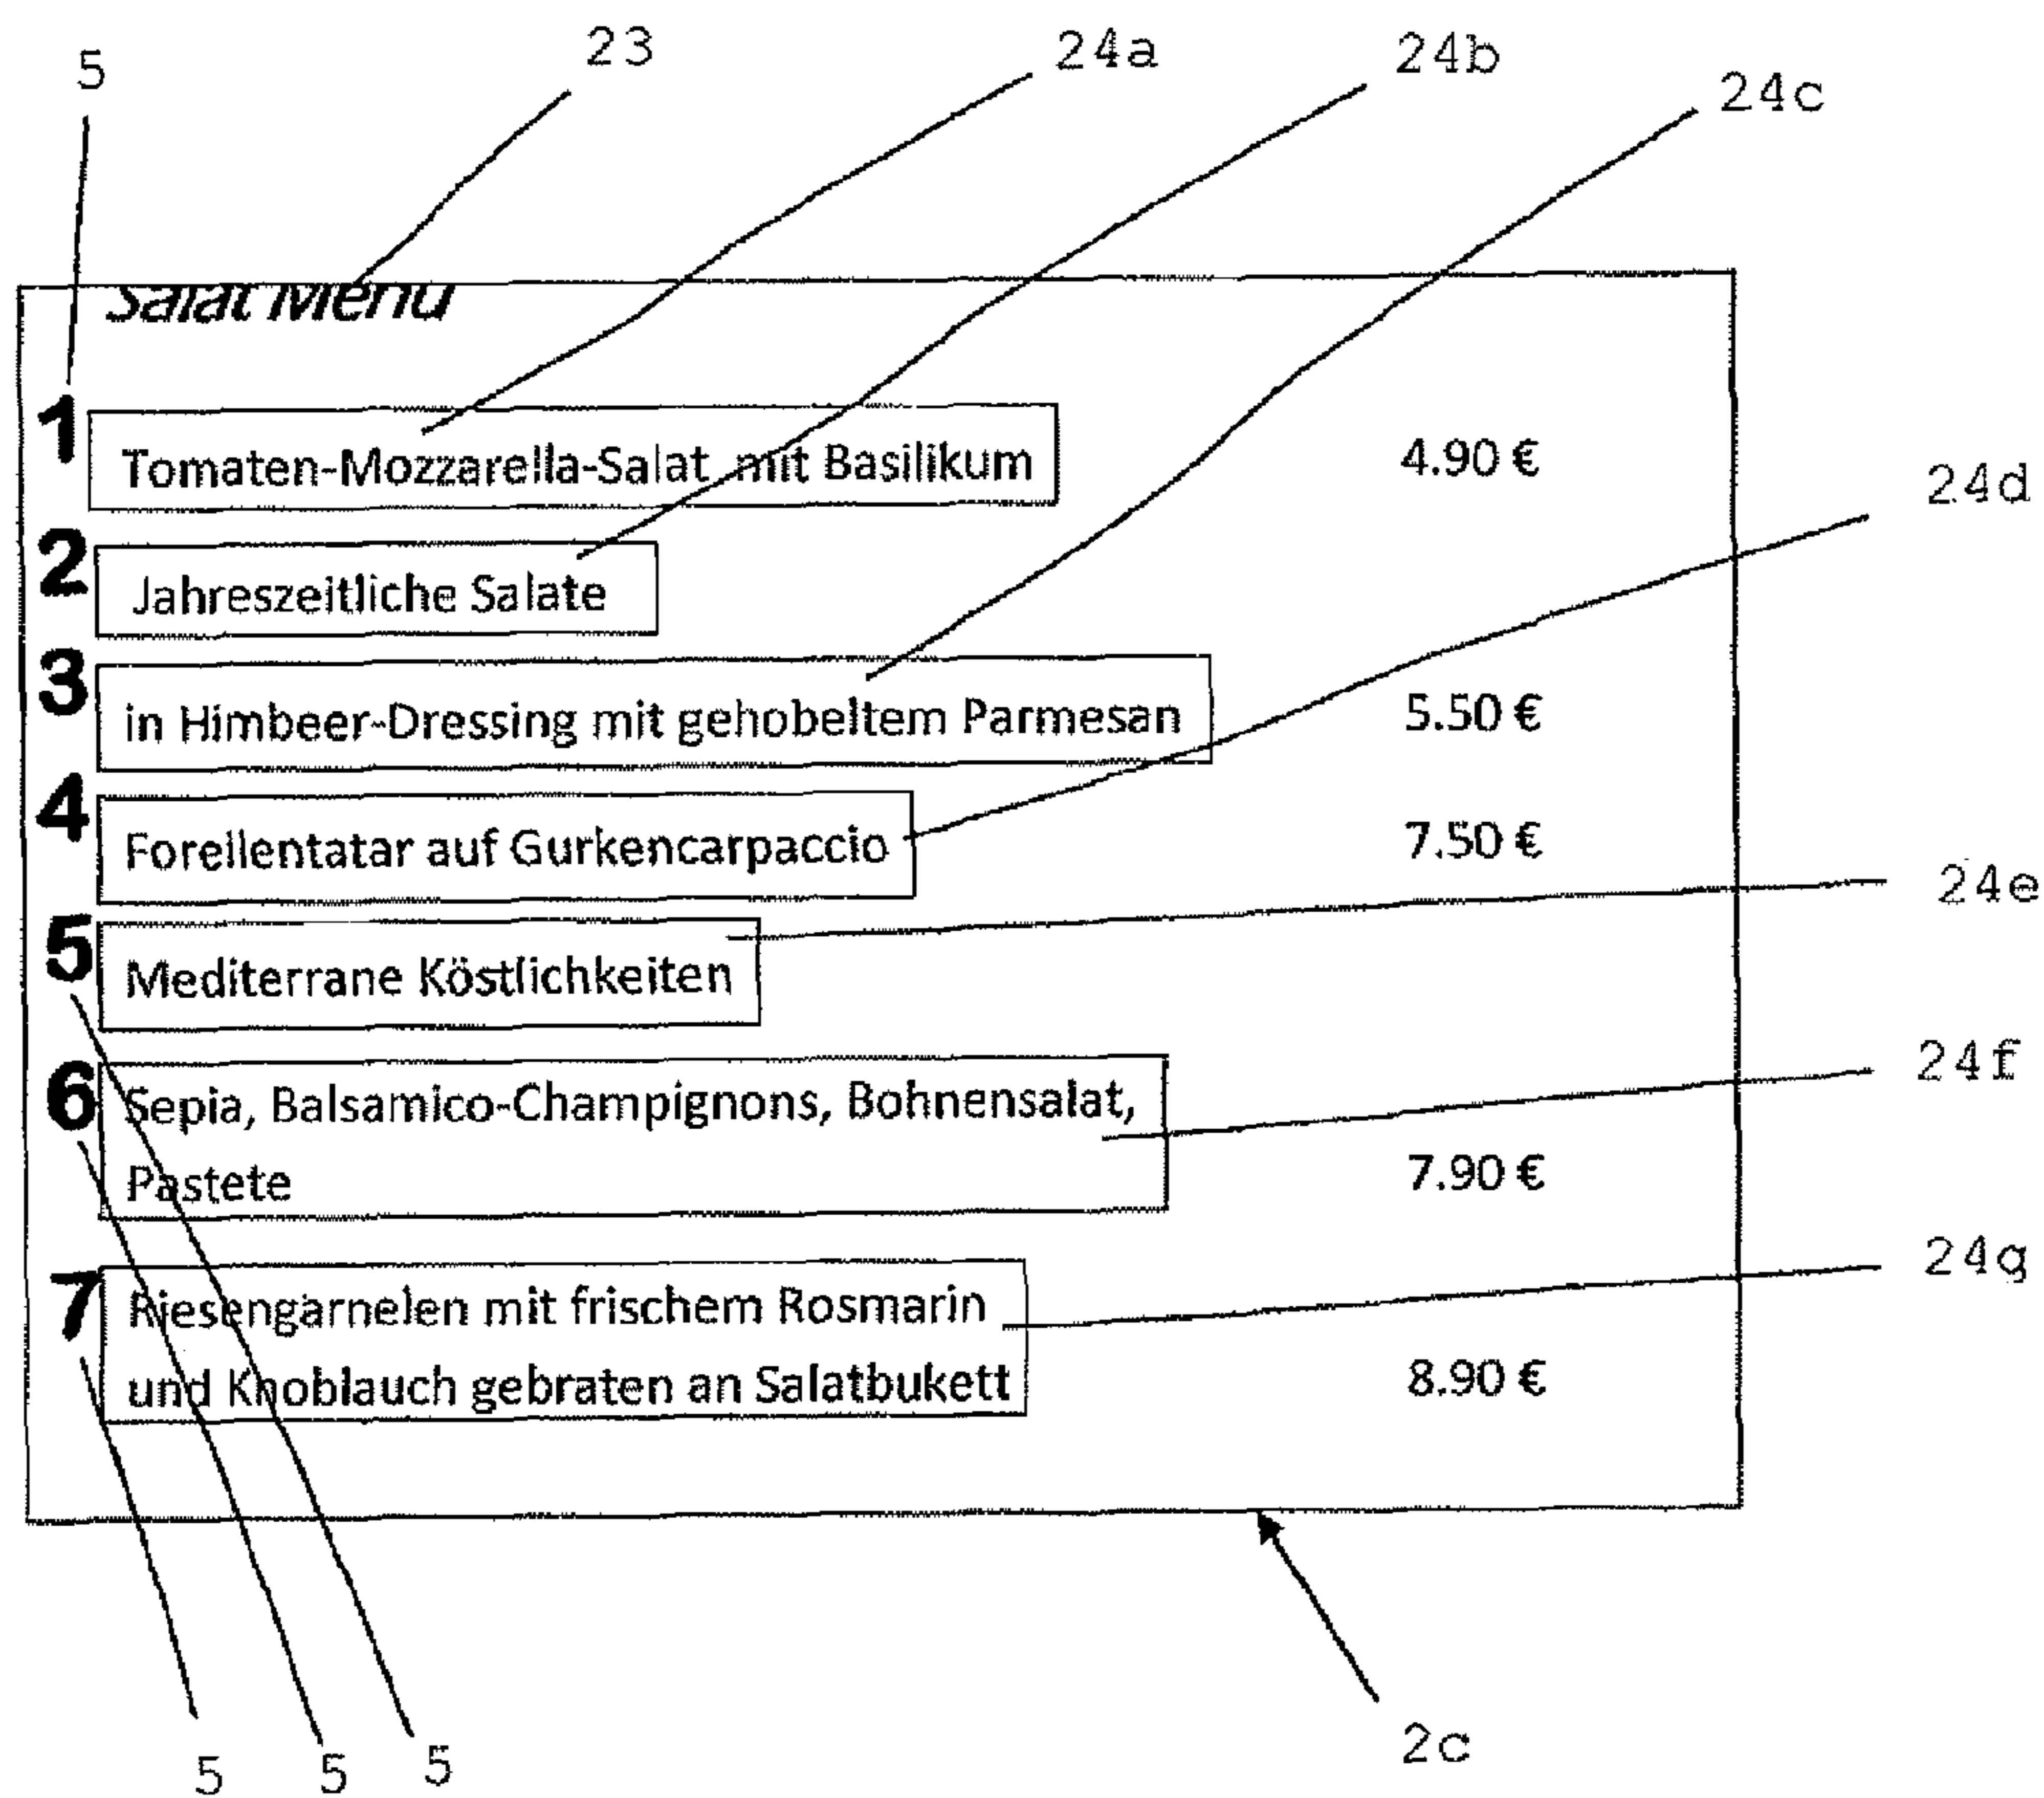 5 23 24a 24b 24c
Salat Menü
1 Tomaten-Mozzarella-Salat mit Basilikum 4.90 €
24d
2 Jahreszeitliche Salate
3 in Himbeer-Dressing mit gehobeltem Parmesan 5.50 €
4 Forellentatar auf Gurkencarpaccio 7.50 €
24e
5 Mediterrane Köstlichkeiten
24f
6 Sepia, Balsamico-Champignons, Bohnensalat,
Pastete 7.90 €
24g
7 Riesengarnelen mit frischem Rosmarin
und Knoblauch gebraten an Salatbukett 8.90 €
5 5 5 2c